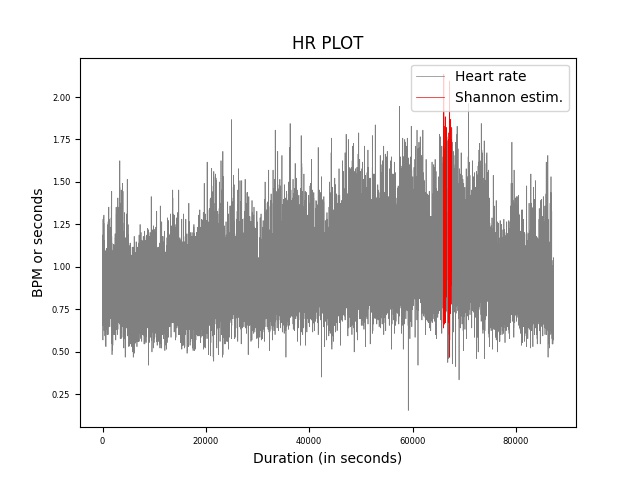 HR PLOT
Heart rate
Shannon estim.
BPM or seconds
2.00
1.75
1.50
1.25
1.00
0.75
0.50
0.25
0 20000 40000 60000 80000
Duration (in seconds)